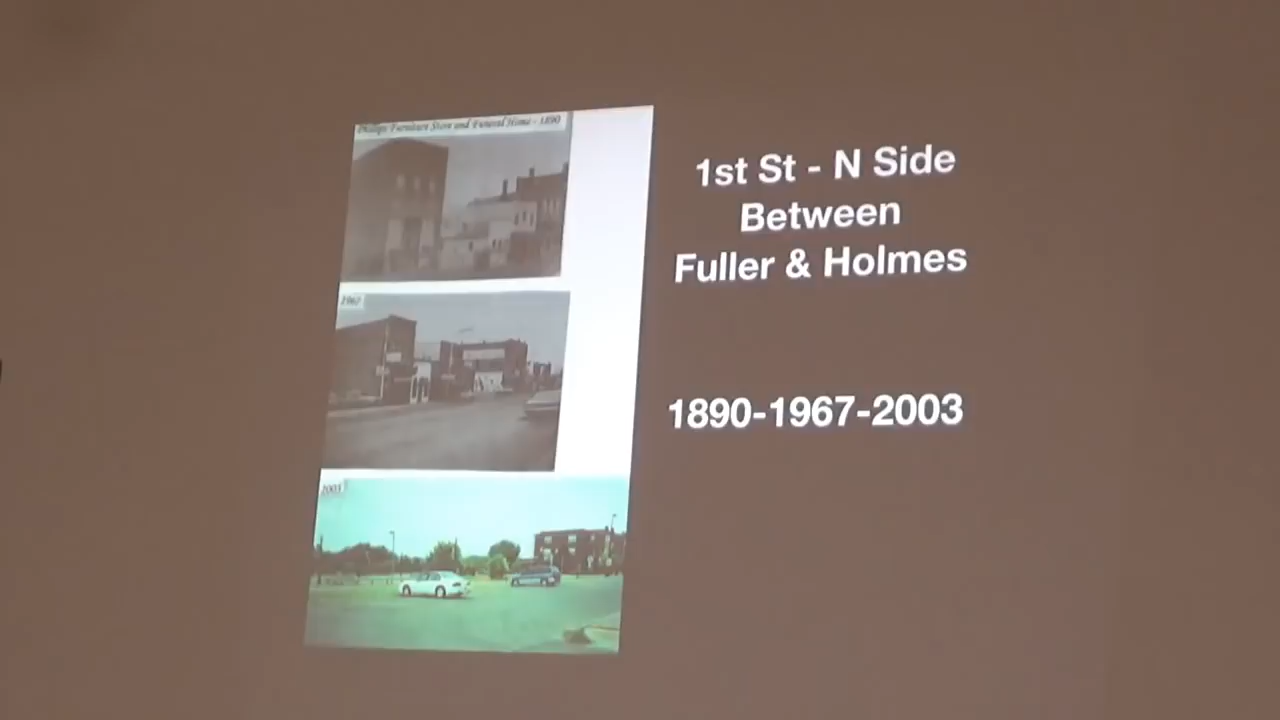 Phillips Furniture Store and Funeral Home - 1890
1967
2003
1st St - N Side
Between
Fuller & Holmes
1890-1967-2003